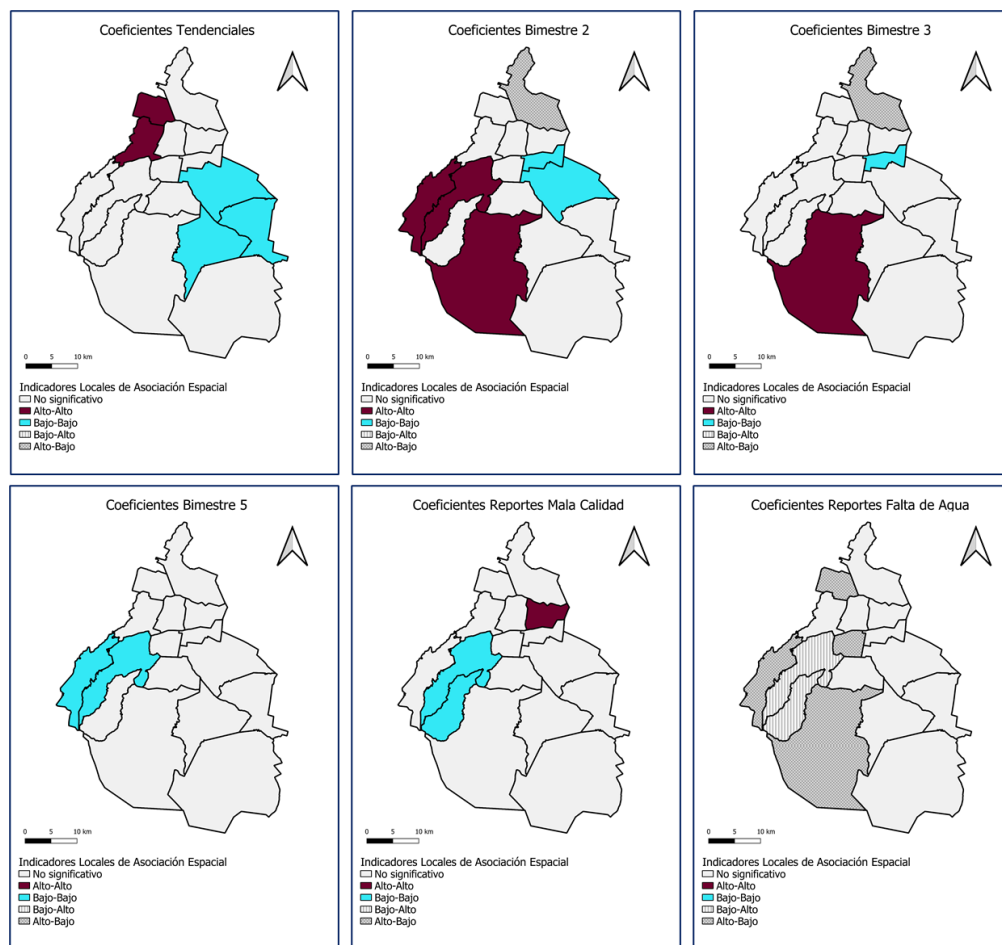 Coeficientes Tendenciales
0 5 10 km
Indicadores Locales de Asociación Espacial
No significativo
Alto-Alto
Bajo-Bajo
Bajo-Alto
Alto-Bajo
Coeficientes Bimestre 2
0 5 10 km
Indicadores Locales de Asociación Espacial
No significativo
Alto-Alto
Bajo-Bajo
Bajo-Alto
Alto-Bajo
Coeficientes Bimestre 3
0 5 10 km
Indicadores Locales de Asociación Espacial
No significativo
Alto-Alto
Bajo-Bajo
Bajo-Alto
Alto-Bajo
Coeficientes Bimestre 5
0 5 10 km
Indicadores Locales de Asociación Espacial
No significativo
Alto-Alto
Bajo-Bajo
Bajo-Alto
Alto-Bajo
Coeficientes Reportes Mala Calidad
0 5 10 km
Indicadores Locales de Asociación Espacial
No significativo
Alto-Alto
Bajo-Bajo
Bajo-Alto
Alto-Bajo
Coeficientes Reportes Falta de Agua
0 5 10 km
Indicadores Locales de Asociación Espacial
No significativo
Alto-Alto
Bajo-Bajo
Bajo-Alto
Alto-Bajo